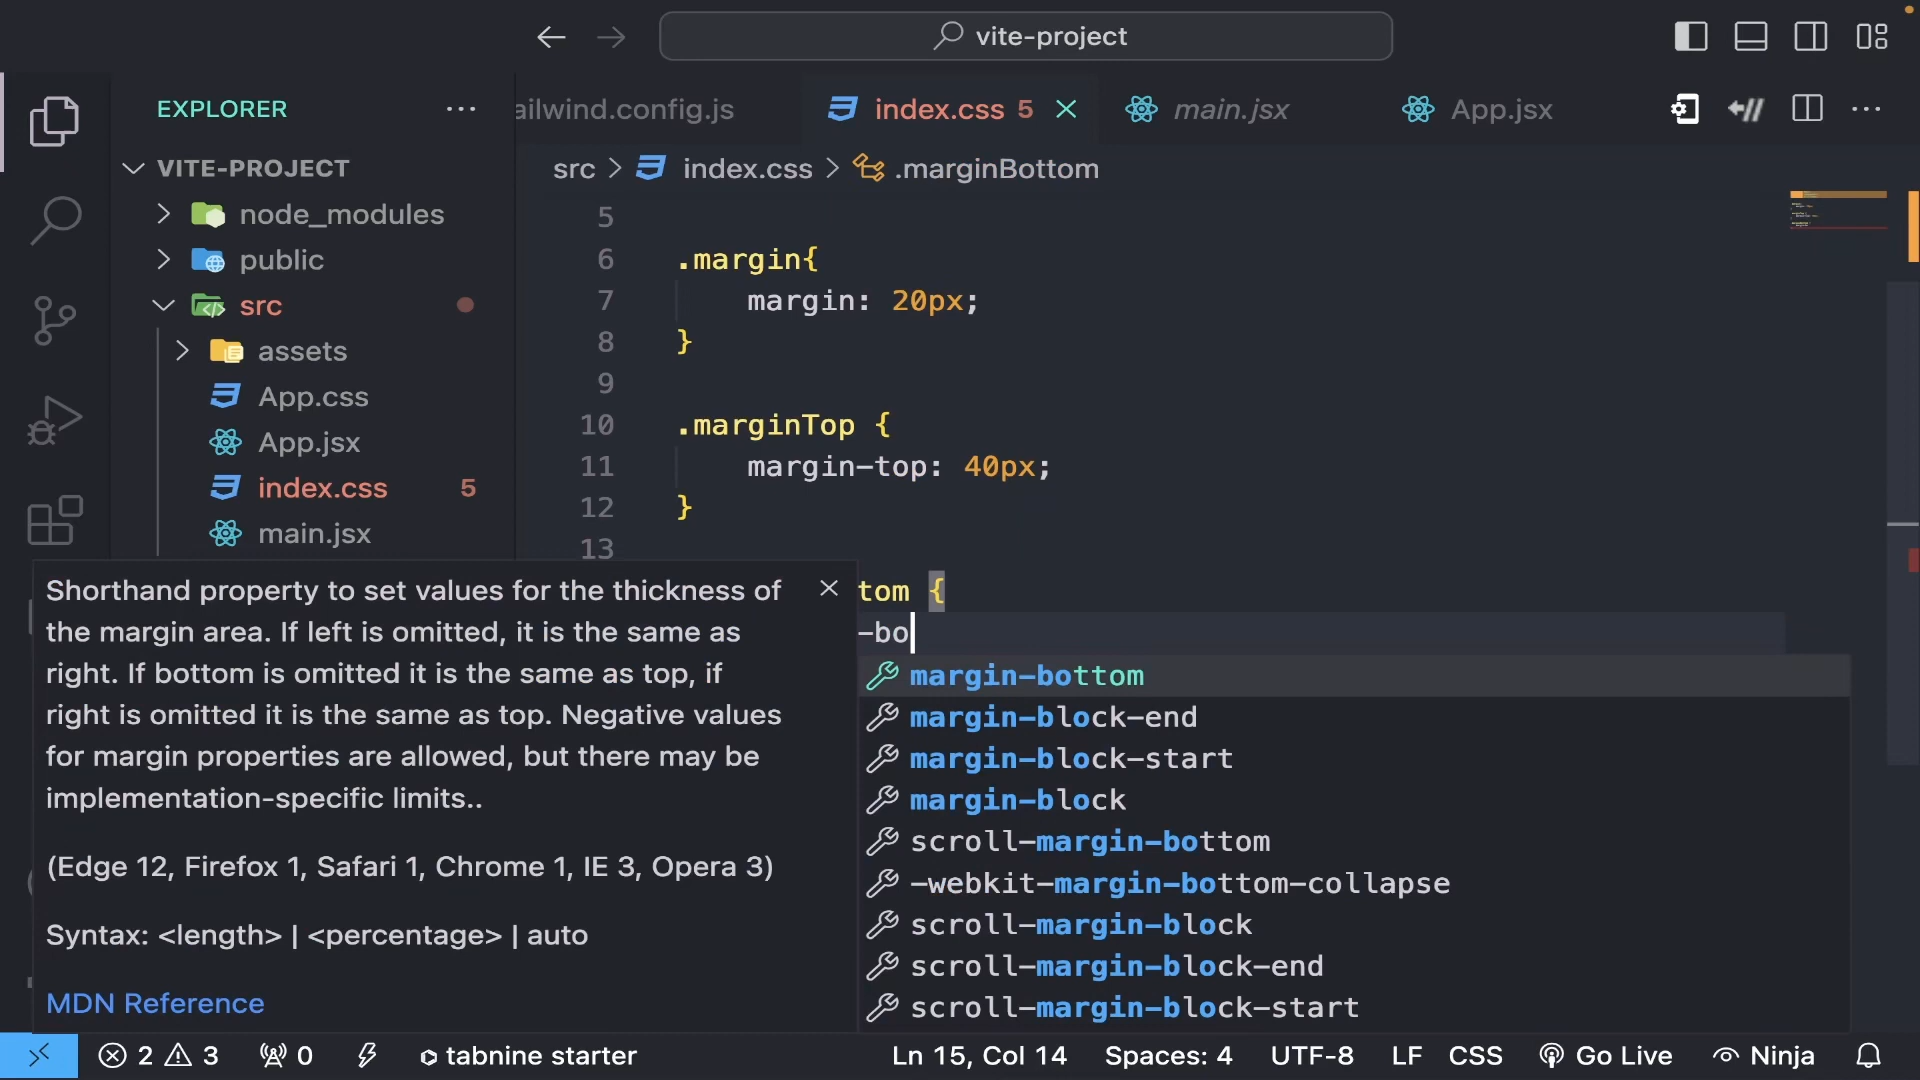 vite-project
EXPLORER
ailwind.config.js
index.css 5
main.jsx
App.jsx
src > index.css > .marginBottom
VITE-PROJECT
node_modules
public
src
assets
App.css
App.jsx
index.css 5
main.jsx
5
6 .margin{
7 margin: 20px;
8 }
9
10 .marginTop {
11 margin-top: 40px;
12 }
13
tom {
-bo
Shorthand property to set values for the thickness of
the margin area. If left is omitted, it is the same as
right. If bottom is omitted it is the same as top, if
right is omitted it is the same as top. Negative values
for margin properties are allowed, but there may be
implementation-specific limits..
(Edge 12, Firefox 1, Safari 1, Chrome 1, IE 3, Opera 3)
Syntax: <length> | <percentage> | auto
MDN Reference
margin-bottom
margin-block-end
margin-block-start
margin-block
scroll-margin-bottom
-webkit-margin-bottom-collapse
scroll-margin-block
scroll-margin-block-end
scroll-margin-block-start
2 3 0 tabnine starter Ln 15, Col 14 Spaces: 4 UTF-8 LF CSS Go Live Ninja